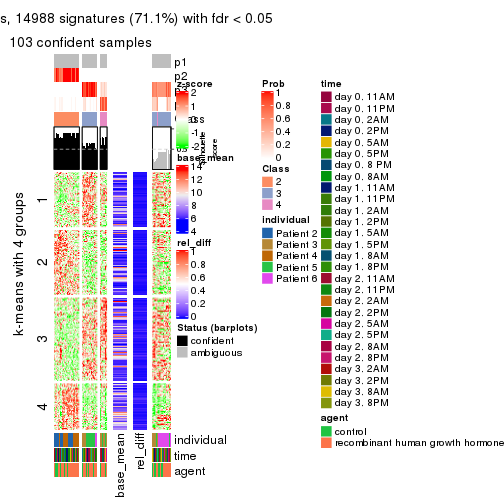 s, 14988 signatures (71.1%) with fdr < 0.05
103 confident samples
p1
p2
z-score
2
1
0
-1
-2
base_mean
14
12
10
8
6
4
rel_diff
1
0.8
0.6
0.4
0.2
0
Status (barplots)
confident
ambiguous
Prob
1
0.8
0.6
0.4
0.2
0
Class
2
3
4
individual
Patient 2
Patient 3
Patient 4
Patient 5
Patient 6
time
day 0. 11AM
day 0. 11PM
day 0. 2AM
day 0. 2PM
day 0. 5AM
day 0. 5PM
day 0. 8 PM
day 0. 8AM
day 1. 11AM
day 1. 11PM
day 1. 2AM
day 1. 2PM
day 1. 5AM
day 1. 5PM
day 1. 8AM
day 1. 8PM
day 2. 11AM
day 2. 11PM
day 2. 2AM
day 2. 2PM
day 2. 5AM
day 2. 5PM
day 2. 8AM
day 2. 8PM
day 3. 2AM
day 3. 2PM
day 3. 8AM
day 3. 8PM
agent
control
recombinant human growth hormone
k-means with 4 groups
1
2
3
4
individual
time
agent
base_mean
rel_diff